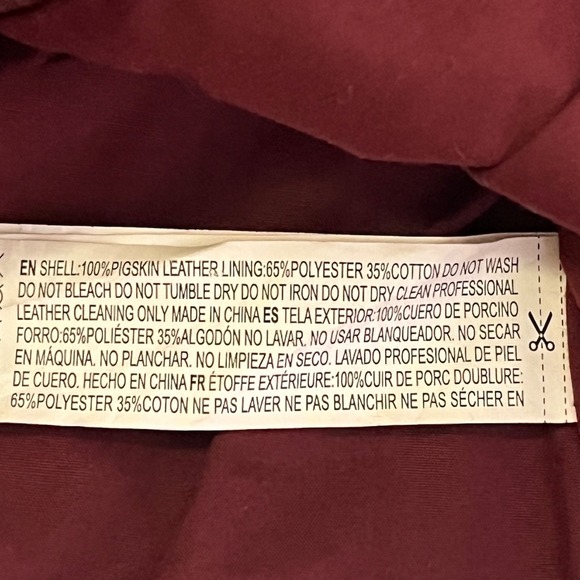 EN SHELL:100%PIGSKIN LEATHER LINING:65%POLYESTER 35%COTTON DO NOT WASH
DO NOT BLEACH DO NOT TUMBLE DRY DO NOT IRON DO NOT DRY CLEAN PROFESSIONAL
LEATHER CLEANING ONLY MADE IN CHINA ES TELA EXTERIOR:100%CUERO DE PORCINO
FORRO:65%POLIÉSTER 35%ALGODÓN NO LAVAR. NO USAR BLANQUEADOR. NO SECAR
EN MÁQUINA. NO PLANCHAR. NO LIMPIEZA EN SECO. LAVADO PROFESIONAL DE PIEL
DE CUERO. HECHO EN CHINA FR ÉTOFFE EXTÉRIEURE:100%CUIR DE PORC DOUBLURE:
65%POLYESTER 35%COTON NE PAS LAVER NE PAS BLANCHIR NE PAS SÉCHER EN